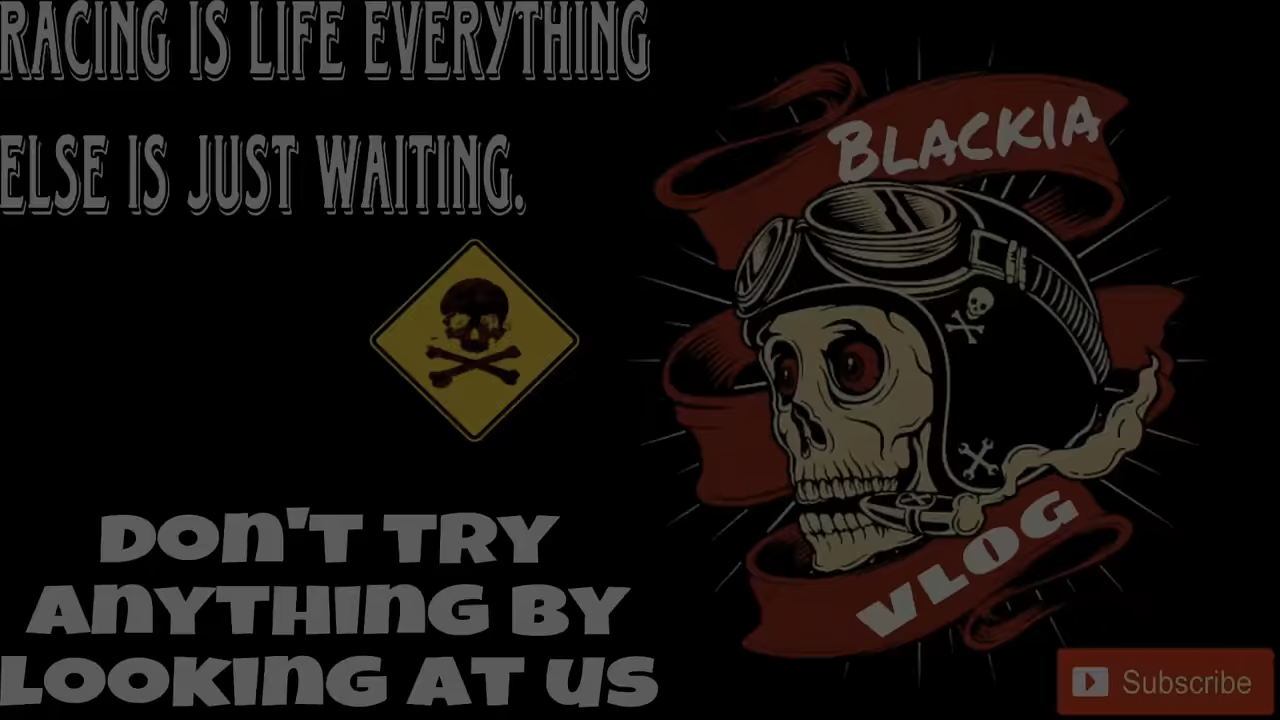 RACING IS LIFE EVERYTHING
ELSE IS JUST WAITING.
BLACKIA
VLOG
DON'T TRY
ANYTHING BY
LOOKING AT US
Subscribe